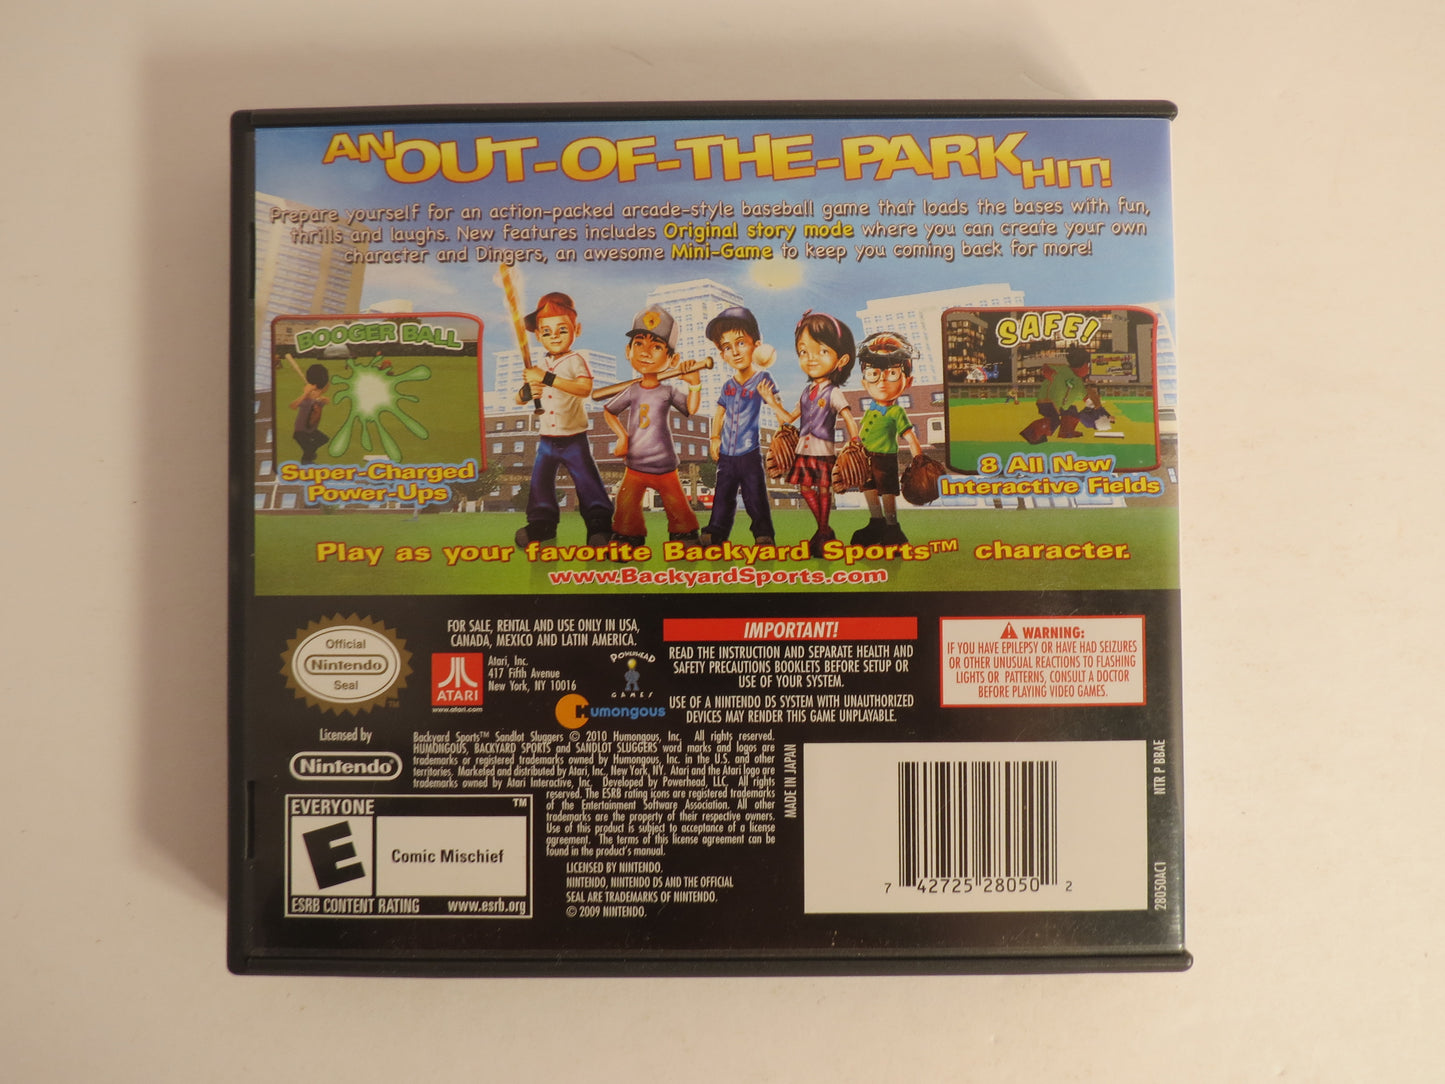 AN OUT-OF-THE-PARK HIT!
Prepare yourself for an action-packed arcade-style baseball game that loads the bases with fun,
thrills and laughs. New features includes Original story mode where you can create your own
character and Dingers, an awesome Mini-Game to keep you coming back for more!
BOOGER BALL
Super-Charged
Power-Ups
SAFE!
8 All New
Interactive Fields
Play as your favorite Backyard Sports™ character.
www.BackyardSports.com
Official
Nintendo
Seal
TM
Licensed by
Nintendo
FOR SALE, RENTAL AND USE ONLY IN USA,
CANADA, MEXICO AND LATIN AMERICA.
ATARI
www.atari.com
Atari, Inc.
417 Fifth Avenue
New York, NY 10016
POWERHEAD
GAMES
Humongous
IMPORTANT!
READ THE INSTRUCTION AND SEPARATE HEALTH AND
SAFETY PRECAUTIONS BOOKLETS BEFORE SETUP OR
USE OF YOUR SYSTEM.
USE OF A NINTENDO DS SYSTEM WITH UNAUTHORIZED
DEVICES MAY RENDER THIS GAME UNPLAYABLE.
WARNING:
IF YOU HAVE EPILEPSY OR HAVE HAD SEIZURES
OR OTHER UNUSUAL REACTIONS TO FLASHING
LIGHTS OR PATTERNS, CONSULT A DOCTOR
BEFORE PLAYING VIDEO GAMES.
Backyard Sports™ Sandlot Sluggers © 2010 Humongous, Inc. All rights reserved.
HUMONGOUS, BACKYARD SPORTS and SANDLOT SLUGGERS word marks and logos are
trademarks or registered trademarks owned by Humongous, Inc. in the U.S. and other
territories. Marketed and distributed by Atari, Inc, New York, NY. Atari and the Atari logo are
trademarks owned by Atari Interactive, Inc. Developed by Powerhead, LLC. All rights
reserved. The ESRB rating icons are registered trademarks
of the Entertainment Software Association. All other
trademarks are the property of their respective owners.
Use of this product is subject to acceptance of a license
agreement. The terms of this license agreement can be
found in the product's manual.
LICENSED BY NINTENDO.
NINTENDO, NINTENDO DS AND THE OFFICIAL
SEAL ARE TRADEMARKS OF NINTENDO.
© 2009 NINTENDO.
EVERYONE
TM
E
Comic Mischief
ESRB CONTENT RATING www.esrb.org
MADE IN JAPAN
7 42725 28050 2
NTR P BBAE
28050AC1